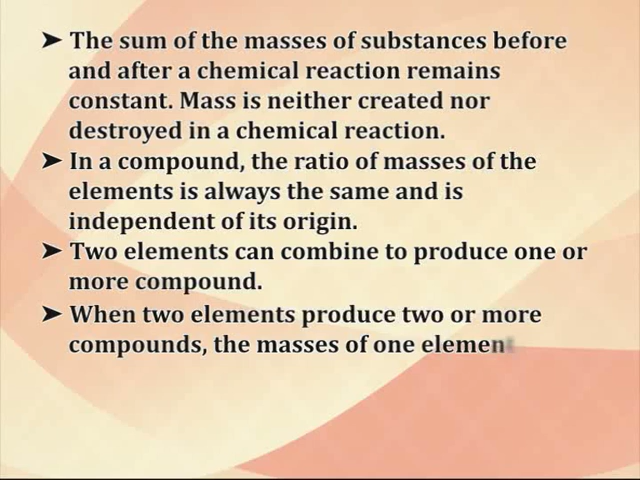 ➤ The sum of the masses of substances before
and after a chemical reaction remains
constant. Mass is neither created nor
destroyed in a chemical reaction.
➤ In a compound, the ratio of masses of the
elements is always the same and is
independent of its origin.
➤ Two elements can combine to produce one or
more compound.
➤ When two elements produce two or more
compounds, the masses of one element